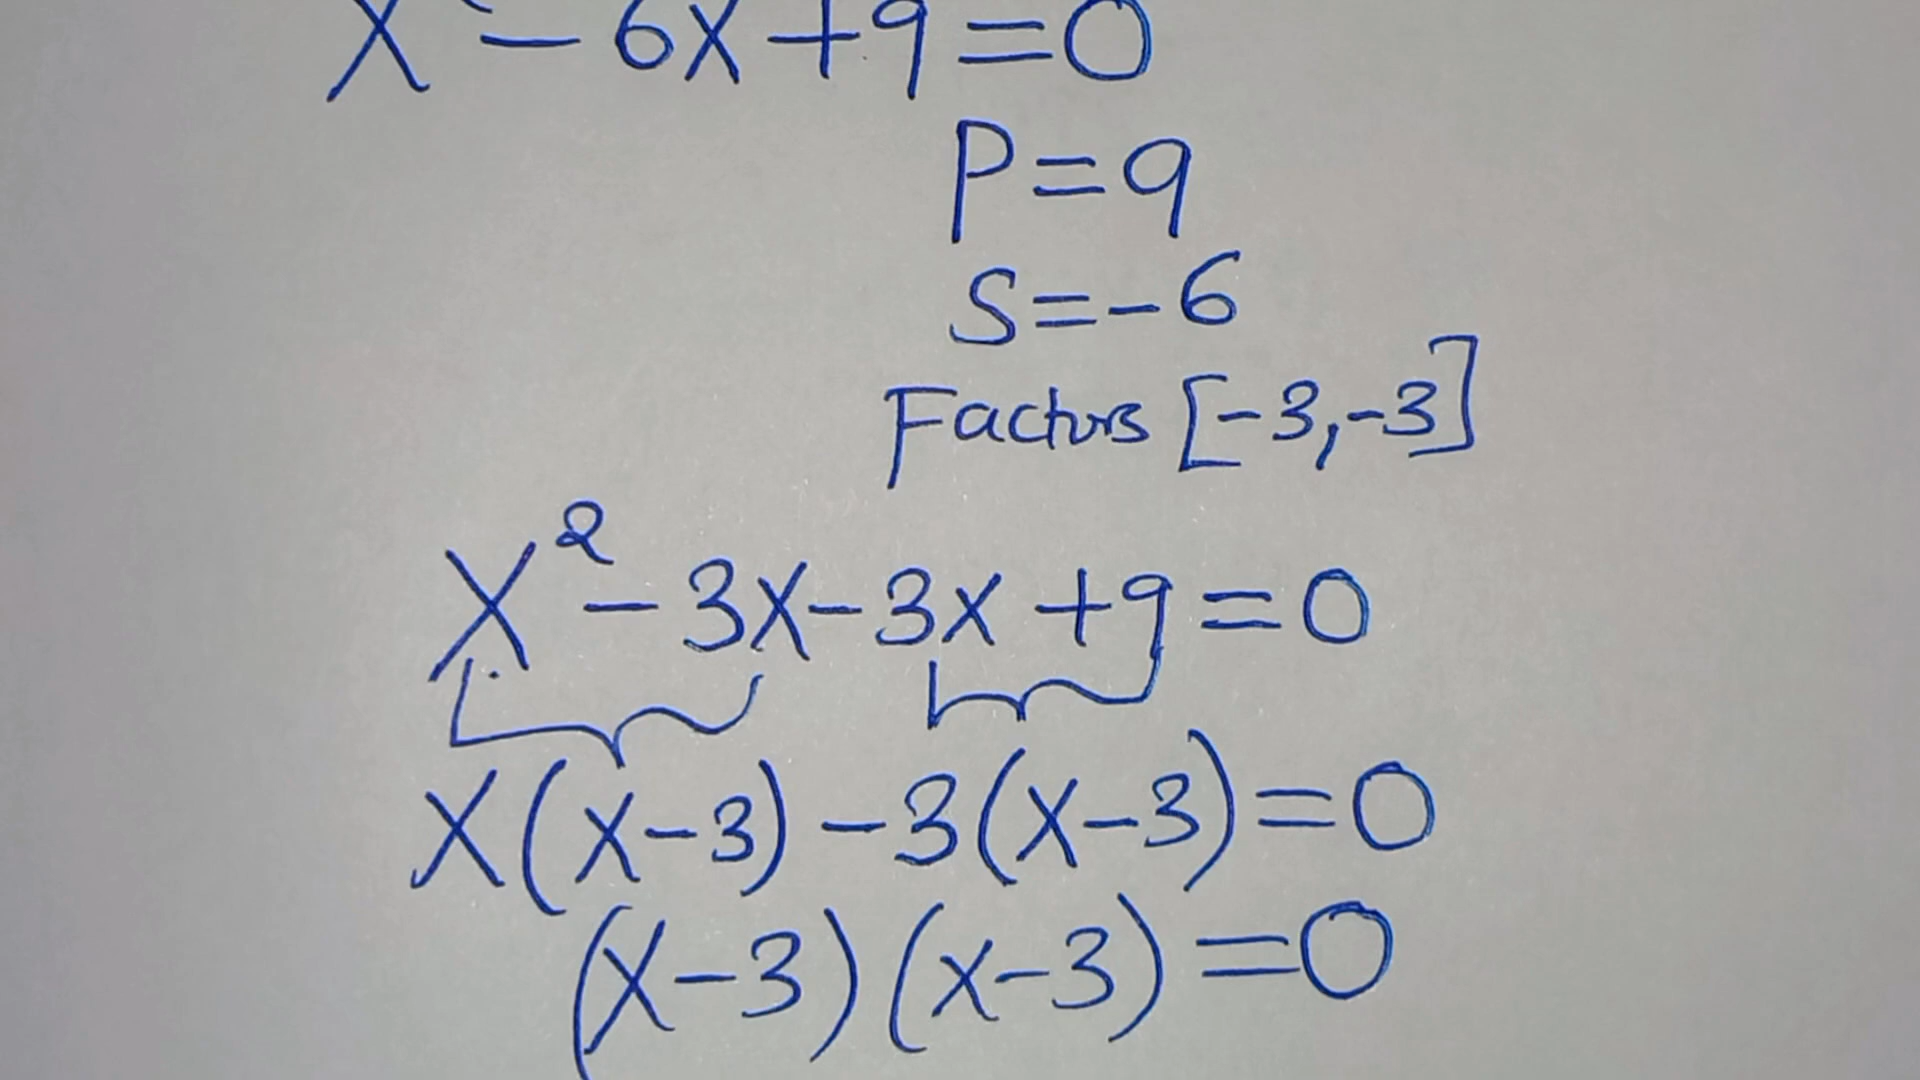 X² - 6X + 9 = 0
P = 9
S = -6
Factors [-3, -3]
X² - 3X - 3X + 9 = 0
X(X-3) - 3(X-3) = 0
(X-3)(X-3) = 0